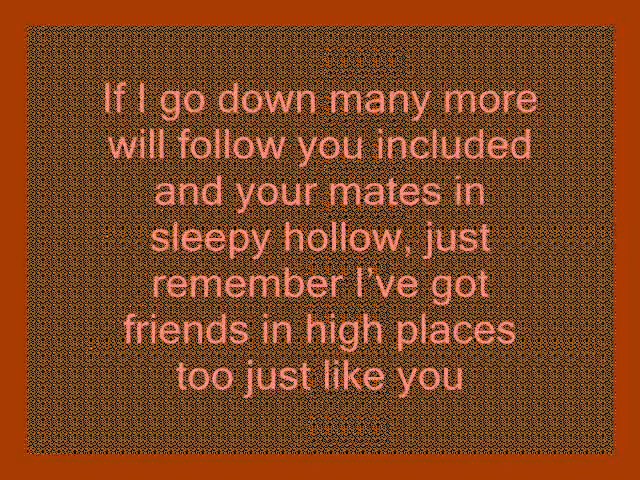 If I go down many more
will follow you included
and your mates in
sleepy hollow, just
remember I’ve got
friends in high places
too just like you